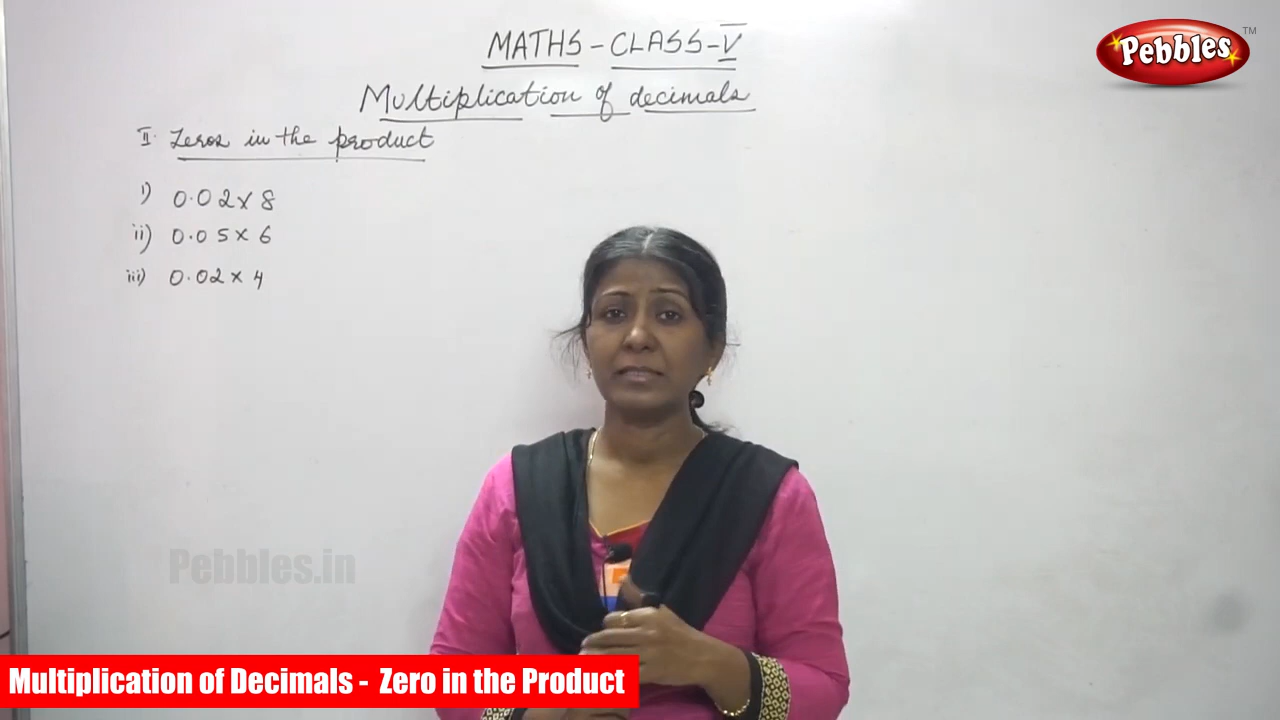 MATHS - CLASS - V
Pebbles TM
Multiplication of decimals
II. Zeros in the product
i) 0.02 x 8
ii) 0.05 x 6
iii) 0.02 x 4
Pebbles.in
Multiplication of Decimals - Zero in the Product